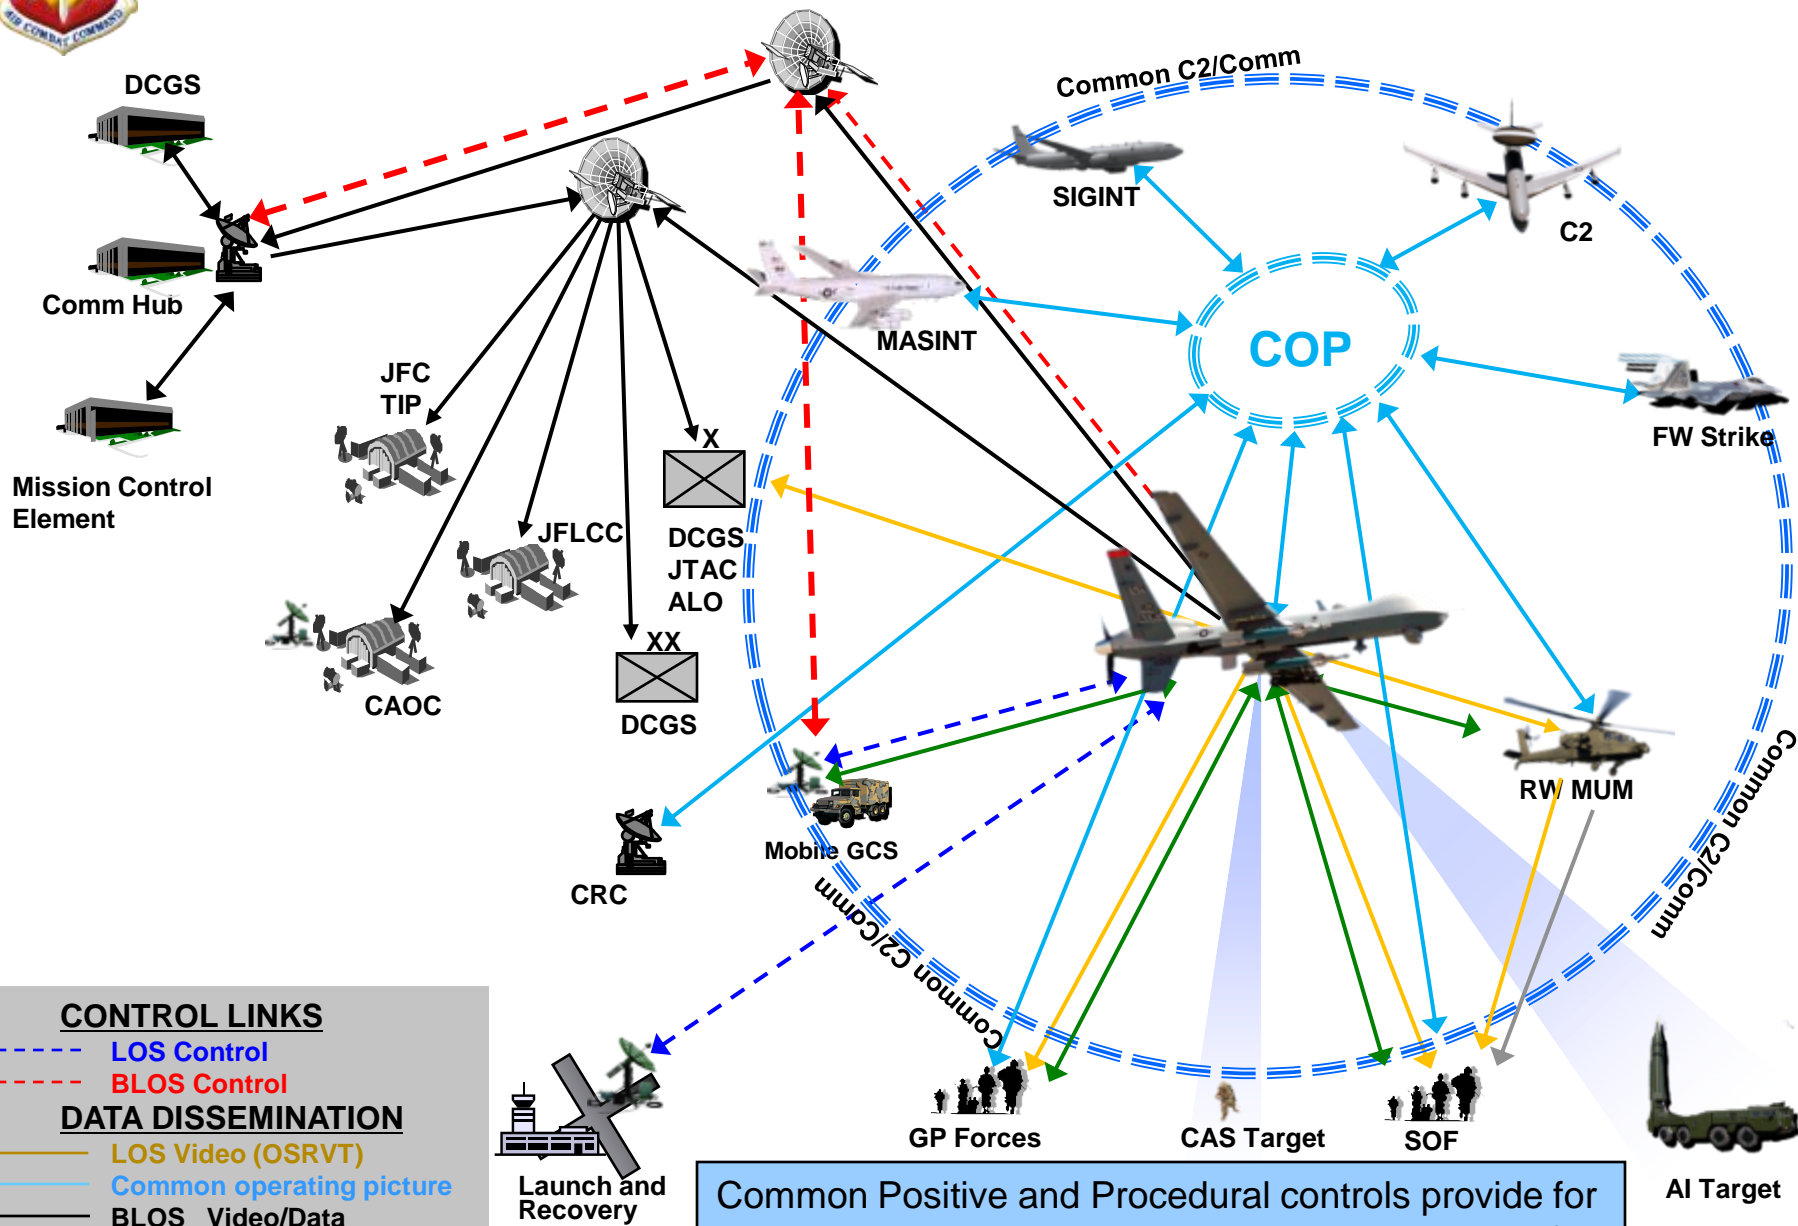 AIR COMBAT COMMAND
DCGS
Comm Hub
Mission Control
Element
JFC
TIP
JFLCC
CAOC
X
DCGS
JTAC
ALO
XX
DCGS
Common C2/Comm
SIGINT
C2
MASINT
COP
FW Strike
RW MUM
Common C2/Comm
Mobile GCS
CRC
Common C2/Comm
GP Forces
CAS Target
SOF
AI Target
Launch and
Recovery
CONTROL LINKS
LOS Control
BLOS Control
DATA DISSEMINATION
LOS Video (OSRVT)
Common operating picture
BLOS Video/Data
Common Positive and Procedural controls provide for